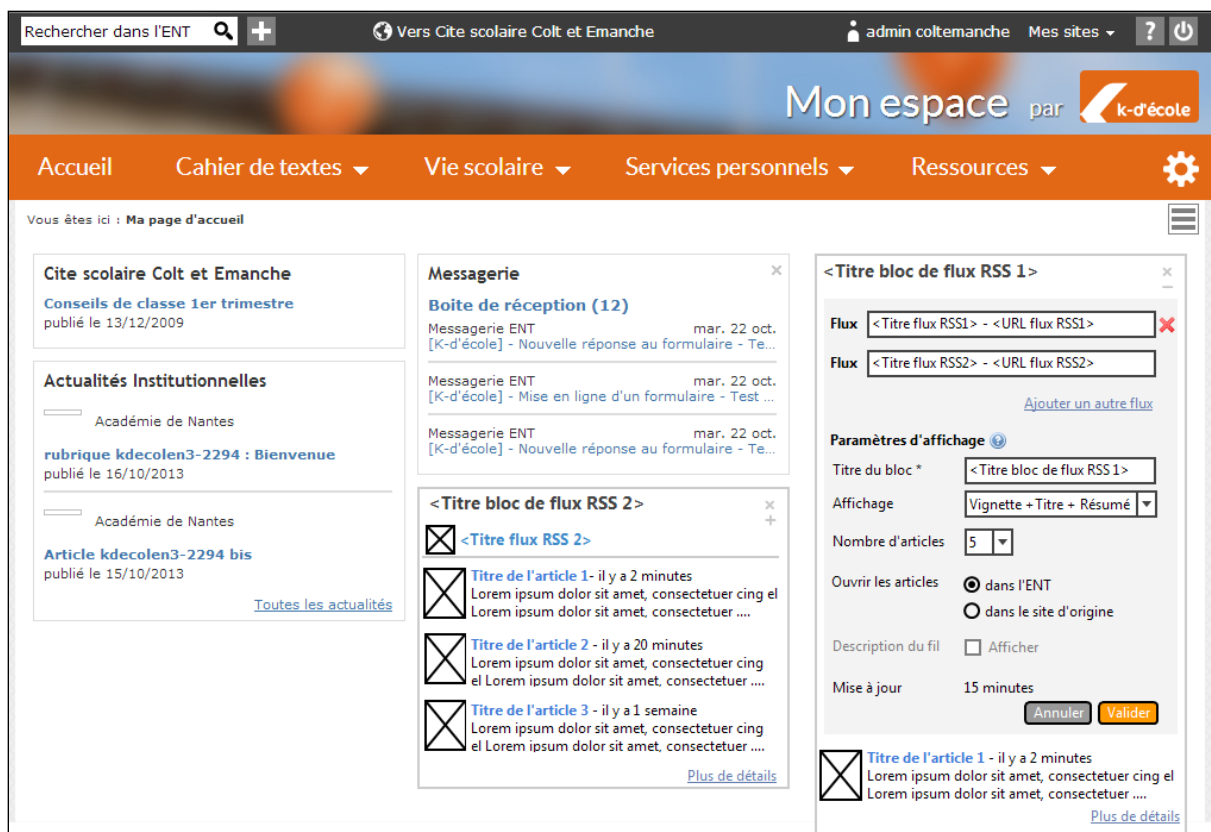 Rechercher dans l'ENT
Vers Cite scolaire Colt et Emanche
admin coltemanche
Mes sites
?
Mon espace par k-d'école
Accueil
Cahier de textes
Vie scolaire
Services personnels
Ressources
Vous êtes ici : Ma page d'accueil
Cite scolaire Colt et Emanche
Conseils de classe 1er trimestre
publié le 13/12/2009
Actualités Institutionnelles
Académie de Nantes
rubrique kdecolen3-2294 : Bienvenue
publié le 16/10/2013
Académie de Nantes
Article kdecolen3-2294 bis
publié le 15/10/2013
Toutes les actualités
Messagerie
Boite de réception (12)
Messagerie ENT mar. 22 oct.
[K-d'école] - Nouvelle réponse au formulaire - Te...
Messagerie ENT mar. 22 oct.
[K-d'école] - Mise en ligne d'un formulaire - Test ...
Messagerie ENT mar. 22 oct.
[K-d'école] - Nouvelle réponse au formulaire - Te...
<Titre bloc de flux RSS 2>
<Titre flux RSS 2>
Titre de l'article 1- il y a 2 minutes
Lorem ipsum dolor sit amet, consectetuer cing el
Lorem ipsum dolor sit amet, consectetuer ....
Titre de l'article 2 - il y a 20 minutes
Lorem ipsum dolor sit amet, consectetuer cing
el Lorem ipsum dolor sit amet, consectetuer ....
Titre de l'article 3 - il y a 1 semaine
Lorem ipsum dolor sit amet, consectetuer cing
el Lorem ipsum dolor sit amet, consectetuer ....
Plus de détails
<Titre bloc de flux RSS 1>
Flux <Titre flux RSS1> - <URL flux RSS1>
Flux <Titre flux RSS2> - <URL flux RSS2>
Ajouter un autre flux
Paramètres d'affichage ?
Titre du bloc * <Titre bloc de flux RSS 1>
Affichage Vignette + Titre + Résumé
Nombre d'articles 5
Ouvrir les articles dans l'ENT
dans le site d'origine
Description du fil Afficher
Mise à jour 15 minutes
Annuler Valider
Titre de l'article 1 - il y a 2 minutes
Lorem ipsum dolor sit amet, consectetuer cing el
Lorem ipsum dolor sit amet, consectetuer ....
Plus de détails